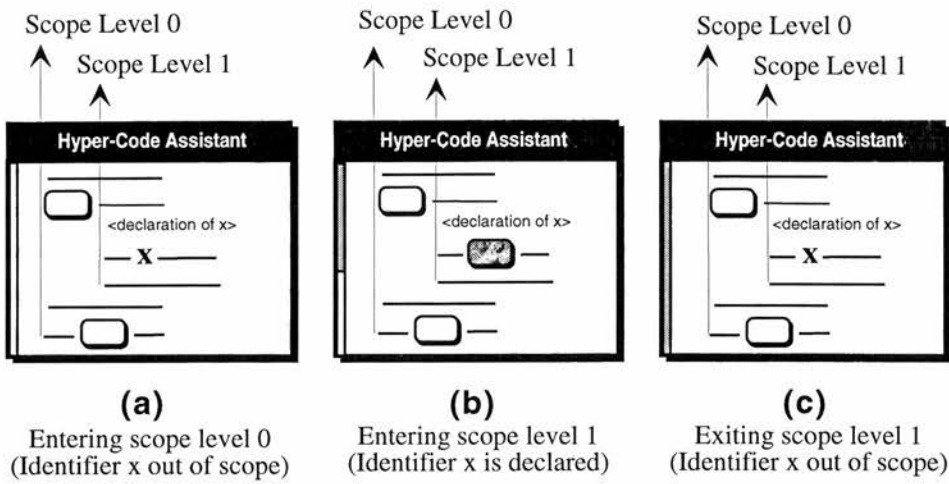 Scope Level 0
Scope Level 1
Hyper-Code Assistant
<declaration of x>
x
(a)
Entering scope level 0
(Identifier x out of scope)
Scope Level 0
Scope Level 1
Hyper-Code Assistant
<declaration of x>
(b)
Entering scope level 1
(Identifier x is declared)
Scope Level 0
Scope Level 1
Hyper-Code Assistant
<declaration of x>
x
(c)
Exiting scope level 1
(Identifier x out of scope)